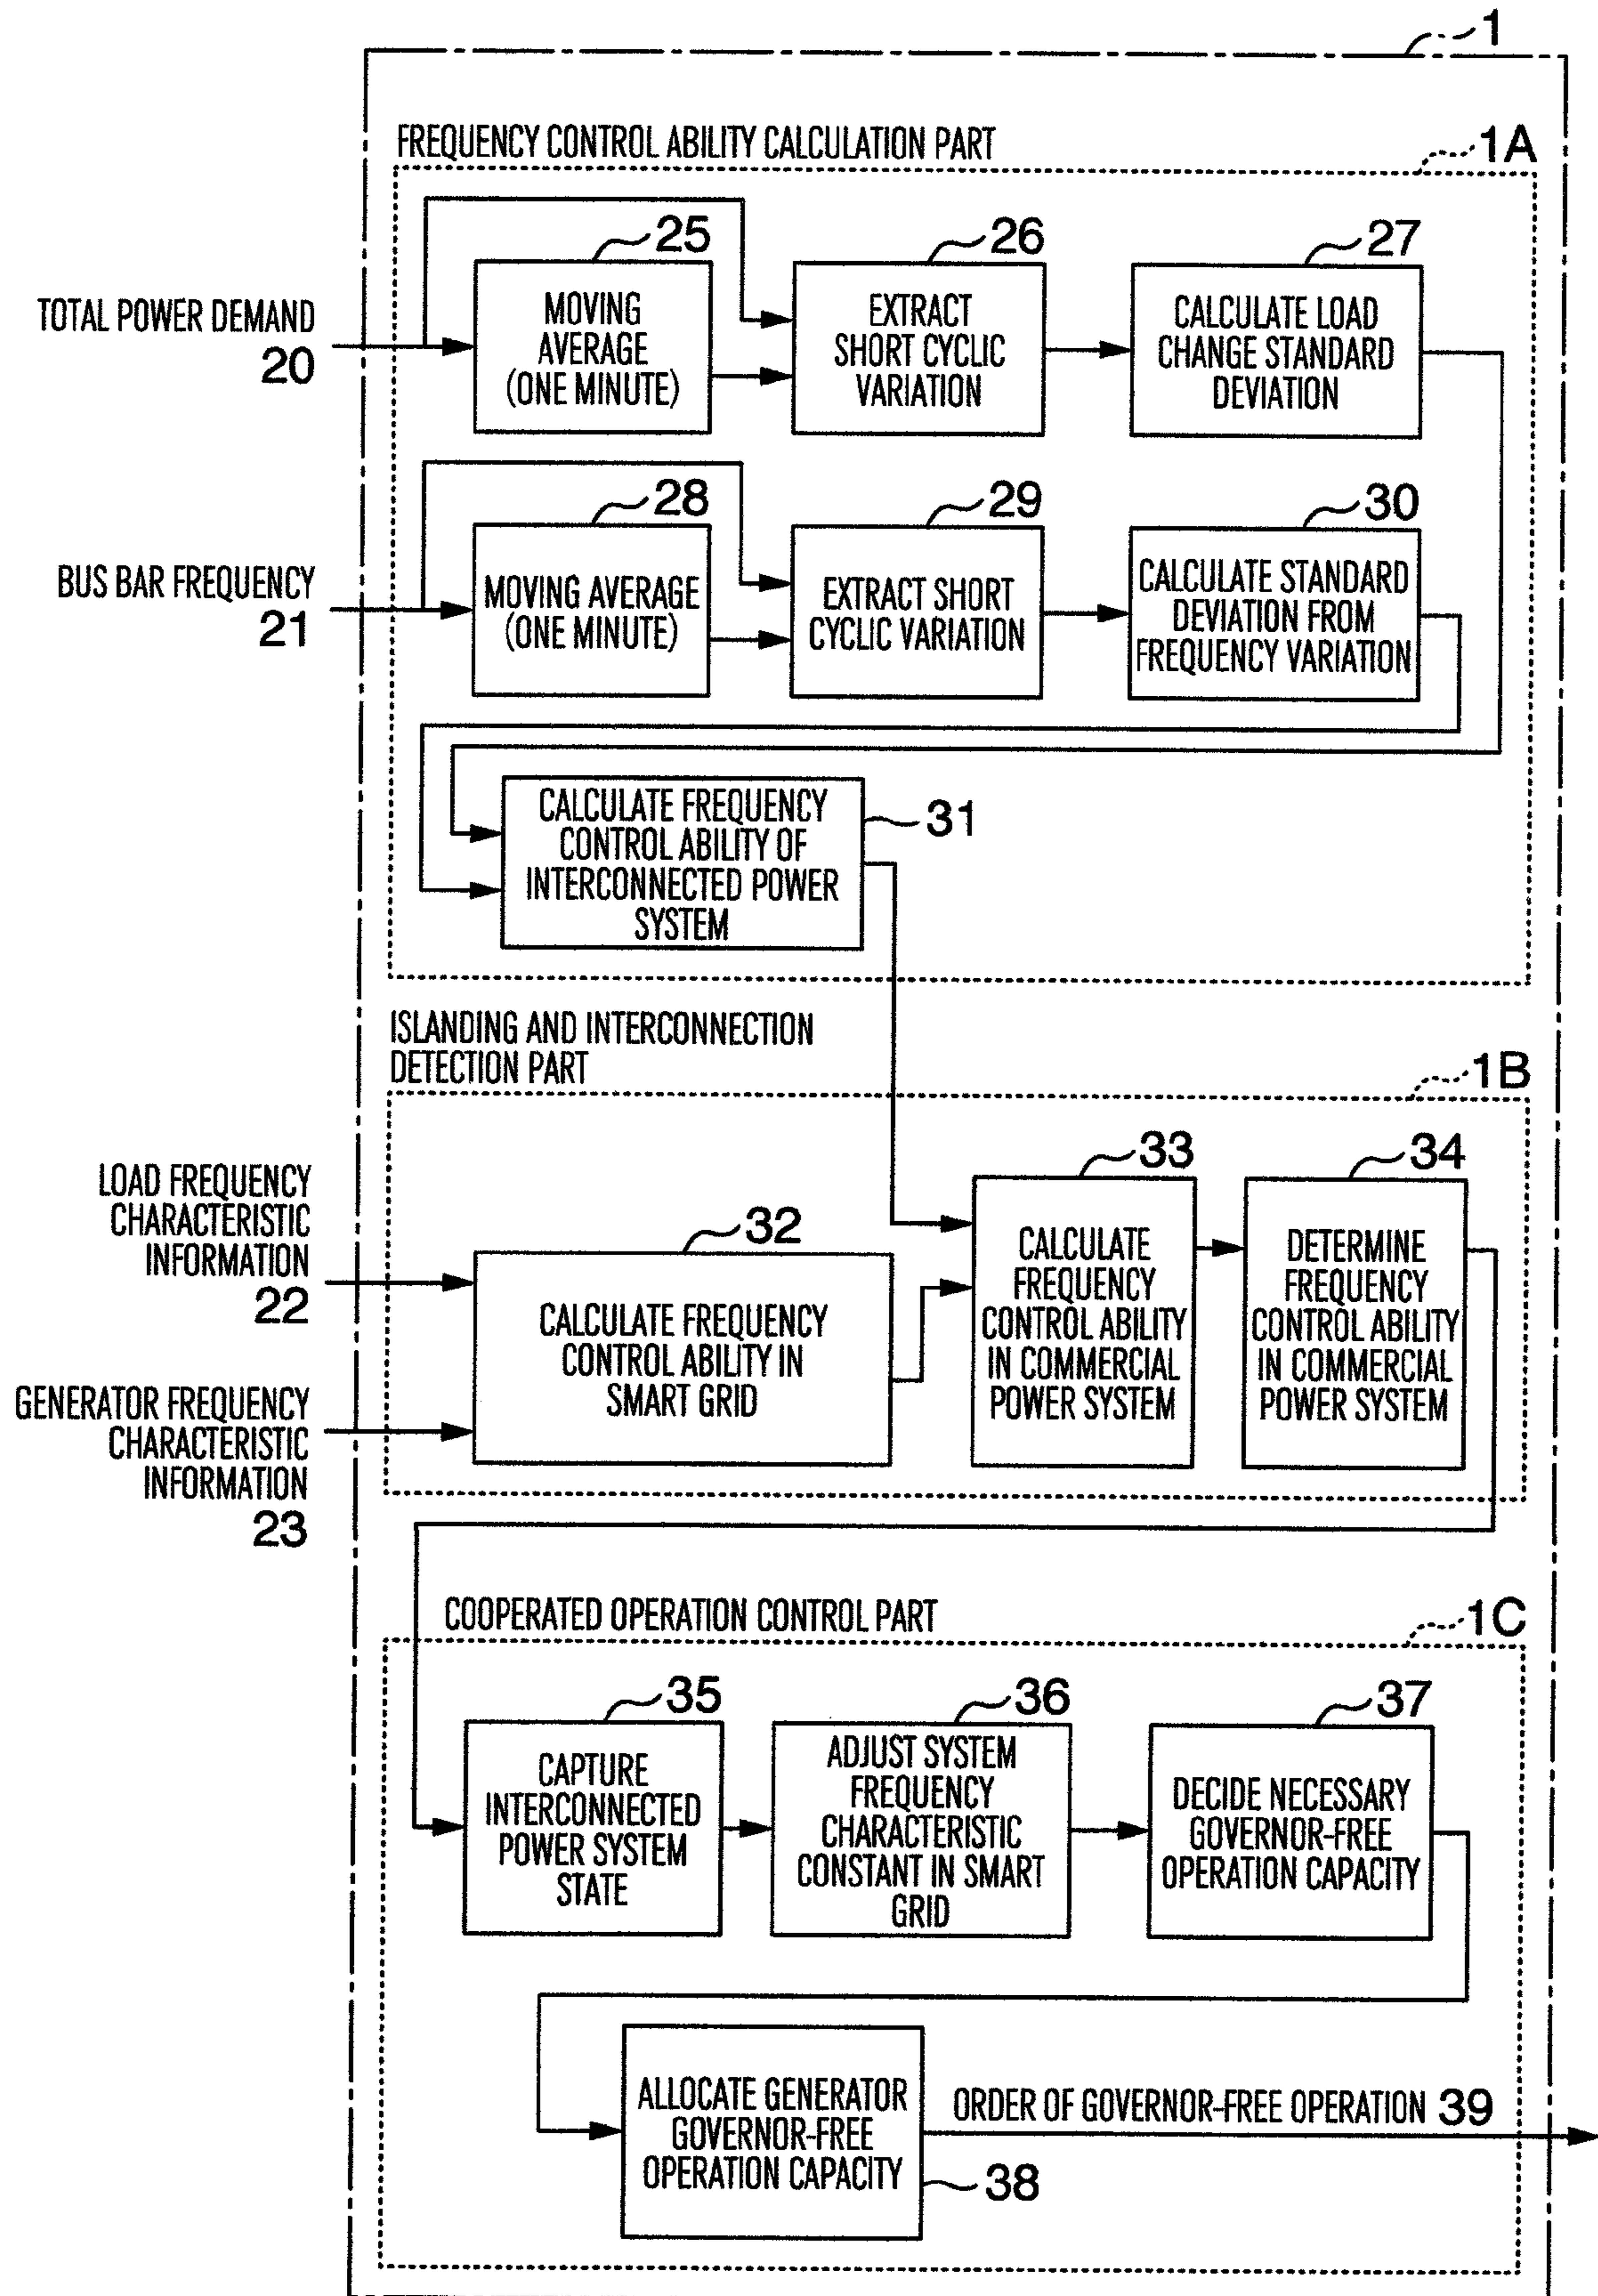 1
FREQUENCY CONTROL ABILITY CALCULATION PART
1A
25
26
27
TOTAL POWER DEMAND
20
MOVING
AVERAGE
(ONE MINUTE)
EXTRACT
SHORT CYCLIC
VARIATION
CALCULATE LOAD
CHANGE STANDARD
DEVIATION
28
29
30
BUS BAR FREQUENCY
21
MOVING AVERAGE
(ONE MINUTE)
EXTRACT SHORT
CYCLIC VARIATION
CALCULATE STANDARD
DEVIATION FROM
FREQUENCY VARIATION
CALCULATE FREQUENCY
CONTROL ABILITY OF
INTERCONNECTED POWER
SYSTEM
31
ISLANDING AND INTERCONNECTION
DETECTION PART
1B
LOAD FREQUENCY
CHARACTERISTIC
INFORMATION
22
GENERATOR FREQUENCY
CHARACTERISTIC
INFORMATION
23
32
CALCULATE FREQUENCY
CONTROL ABILITY IN
SMART GRID
33
CALCULATE
FREQUENCY
CONTROL ABILITY
IN COMMERCIAL
POWER SYSTEM
34
DETERMINE
FREQUENCY
CONTROL ABILITY
IN COMMERCIAL
POWER SYSTEM
COOPERATED OPERATION CONTROL PART
1C
35
CAPTURE
INTERCONNECTED
POWER SYSTEM
STATE
36
ADJUST SYSTEM
FREQUENCY
CHARACTERISTIC
CONSTANT IN SMART
GRID
37
DECIDE NECESSARY
GOVERNOR-FREE
OPERATION CAPACITY
ALLOCATE GENERATOR
GOVERNOR-FREE
OPERATION CAPACITY
38
ORDER OF GOVERNOR-FREE OPERATION 39